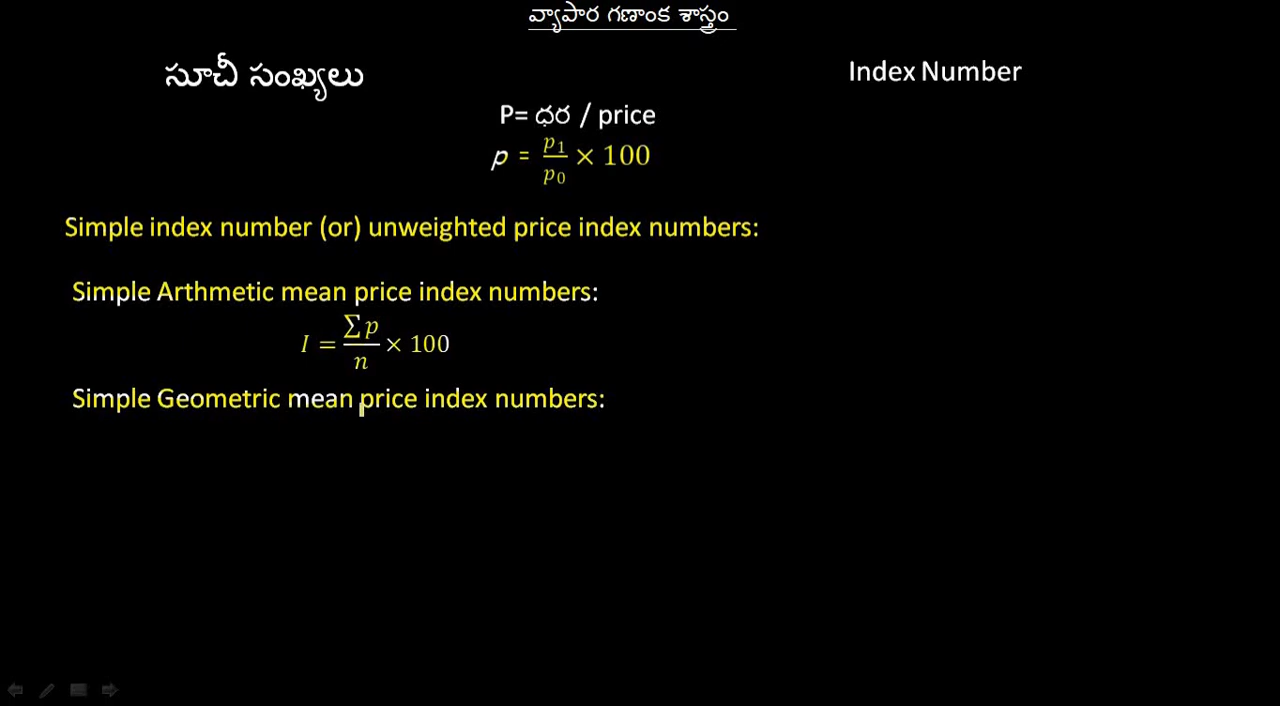 వ్యాపార గణాంక శాస్త్రం
సూచీ సంఖ్యలు
Index Number
P= ధర / price
p = p₁/p₀ × 100
Simple index number (or) unweighted price index numbers:
Simple Arthmetic mean price index numbers:
I = ∑p/n × 100
Simple Geometric mean price index numbers: